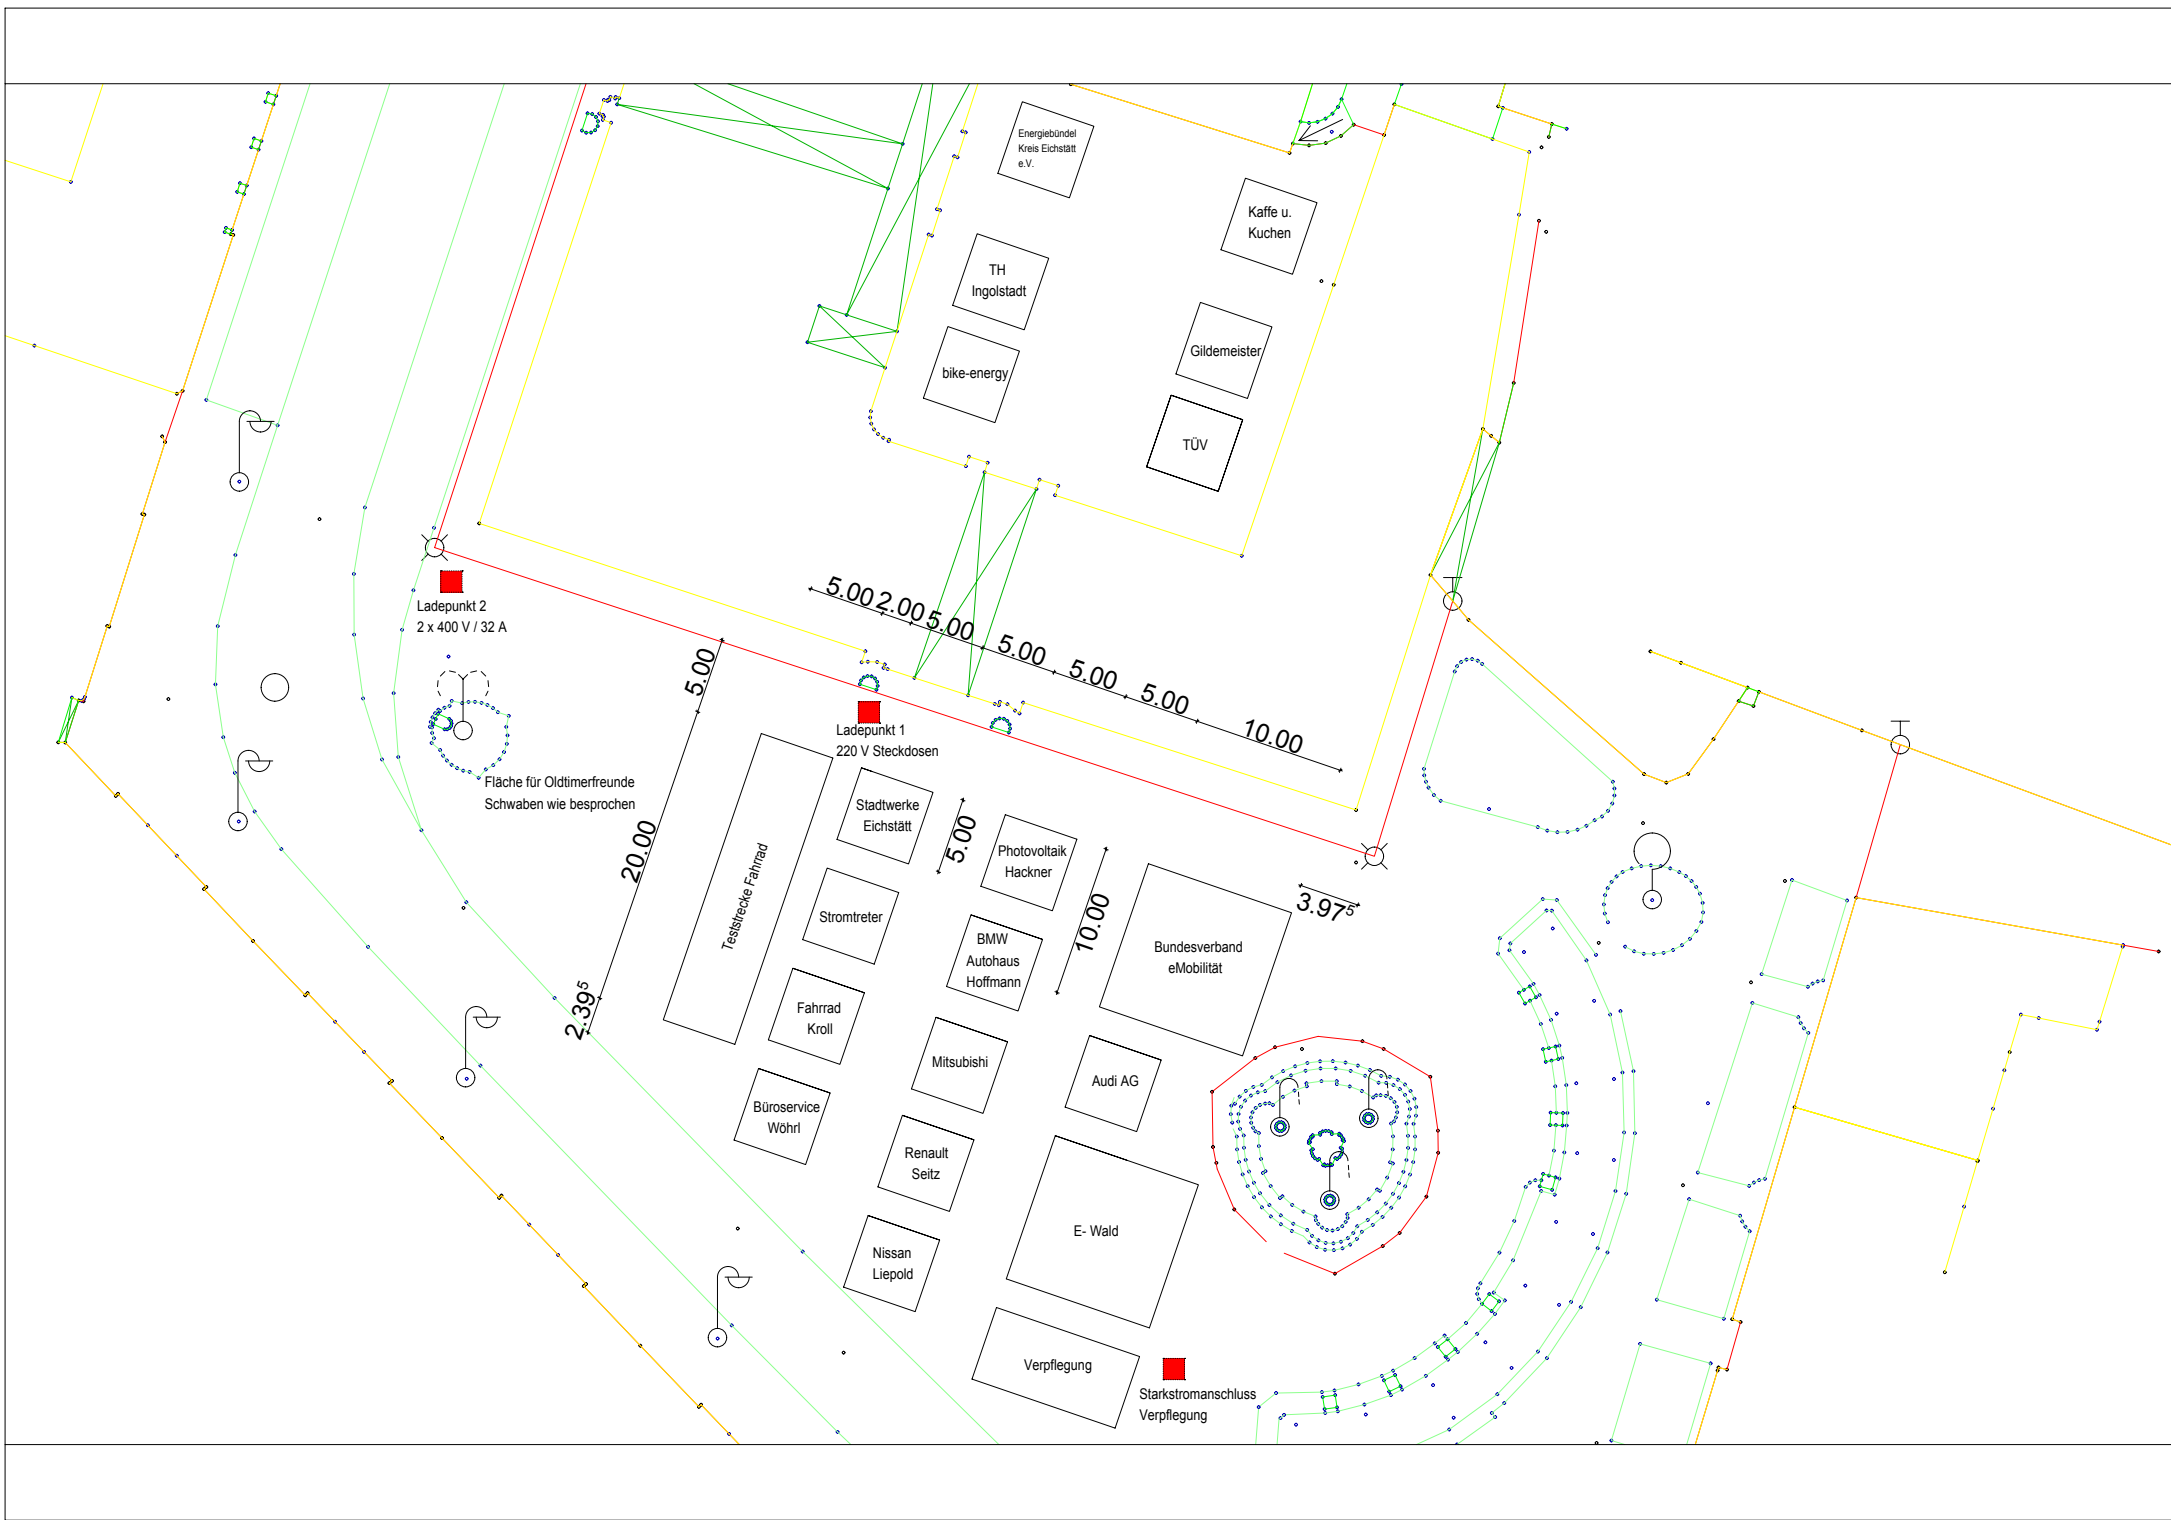 Energiebündel
Kreis Eichstätt
e.V.
Kaffe u.
Kuchen
TH
Ingolstadt
Gildemeister
bike-energy
TÜV
Ladepunkt 2
2 x 400 V / 32 A
5.00
2.00
5.00
5.00
5.00
5.00
10.00
5.00
Ladepunkt 1
220 V Steckdosen
Fläche für Oldtimerfreunde
Schwaben wie besprochen
Stadtwerke
Eichstätt
5.00
Photovoltaik
Hackner
20.00
Teststrecke Fahrrad
Stromtreter
BMW
Autohaus
Hoffmann
10.00
Bundesverband
eMobilität
3.97⁵
2.39⁵
Fahrrad
Kroll
Mitsubishi
Audi AG
Büroservice
Wöhrl
Renault
Seitz
E- Wald
Nissan
Liepold
Verpflegung
Starkstromanschluss
Verpflegung